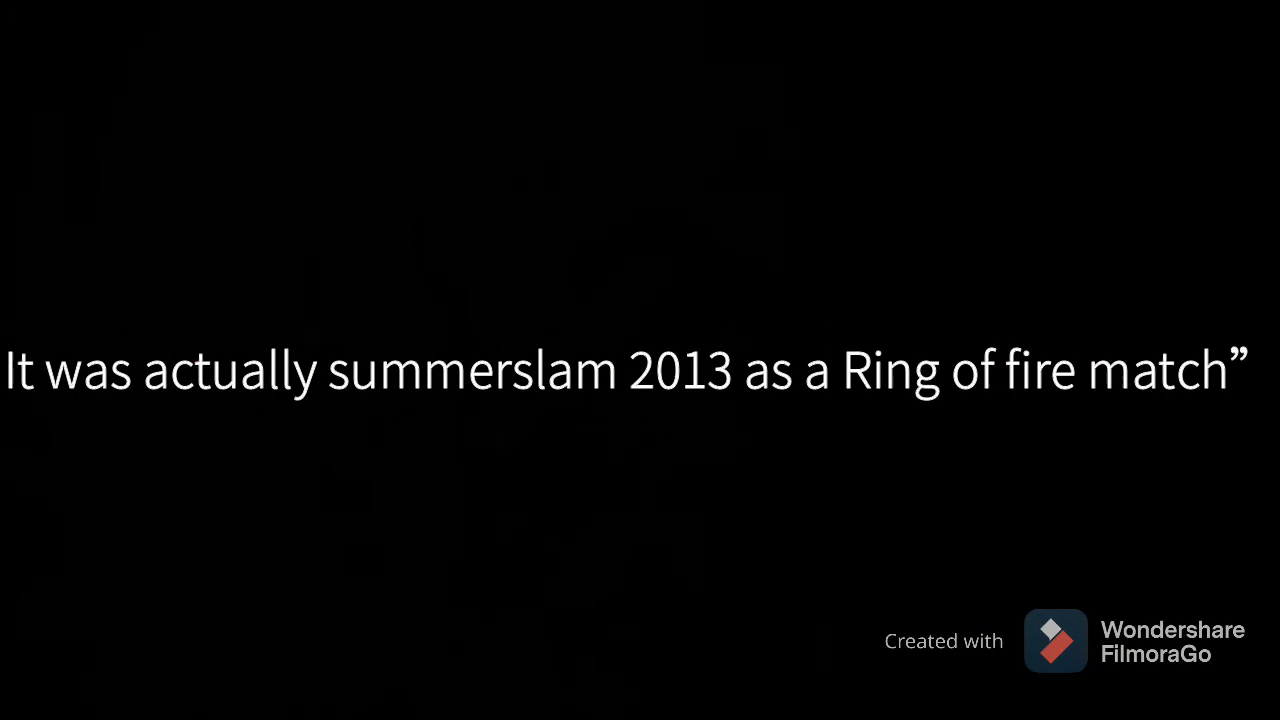 It was actually summerslam 2013 as a Ring of fire match”
Created with
Wondershare
FilmoraGo